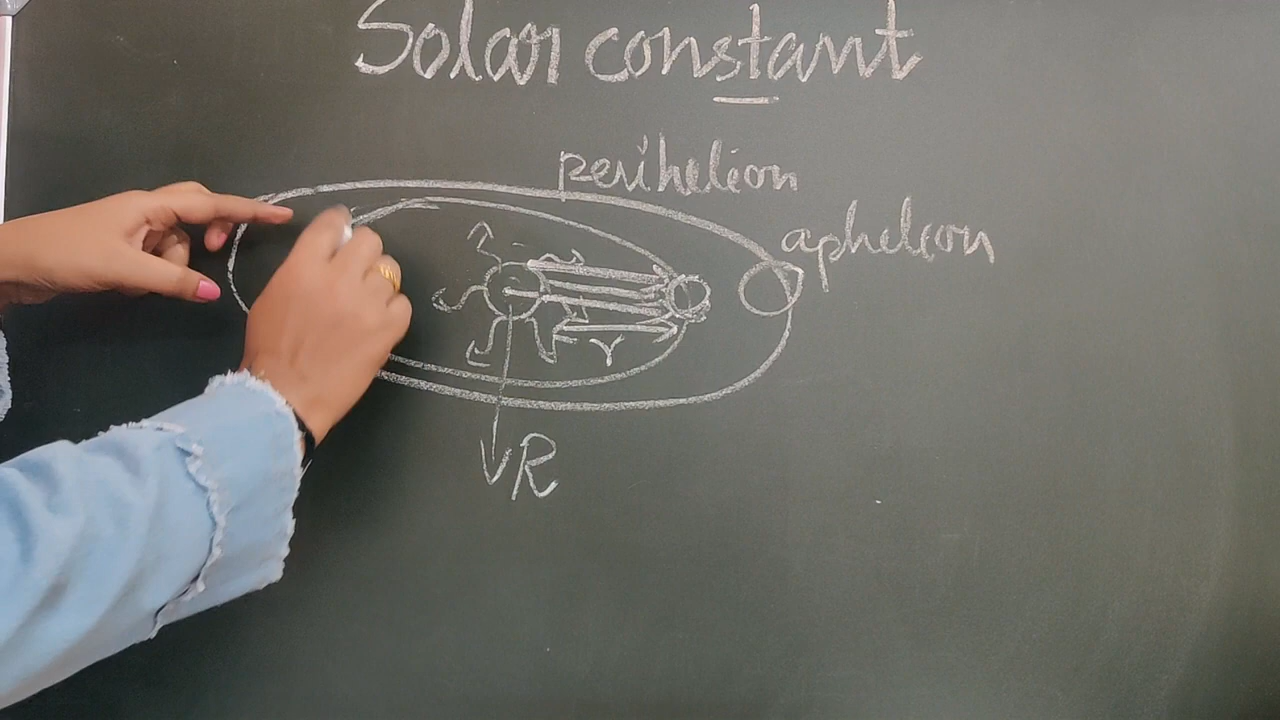 Solar constant
perihelion
aphelion
r
R